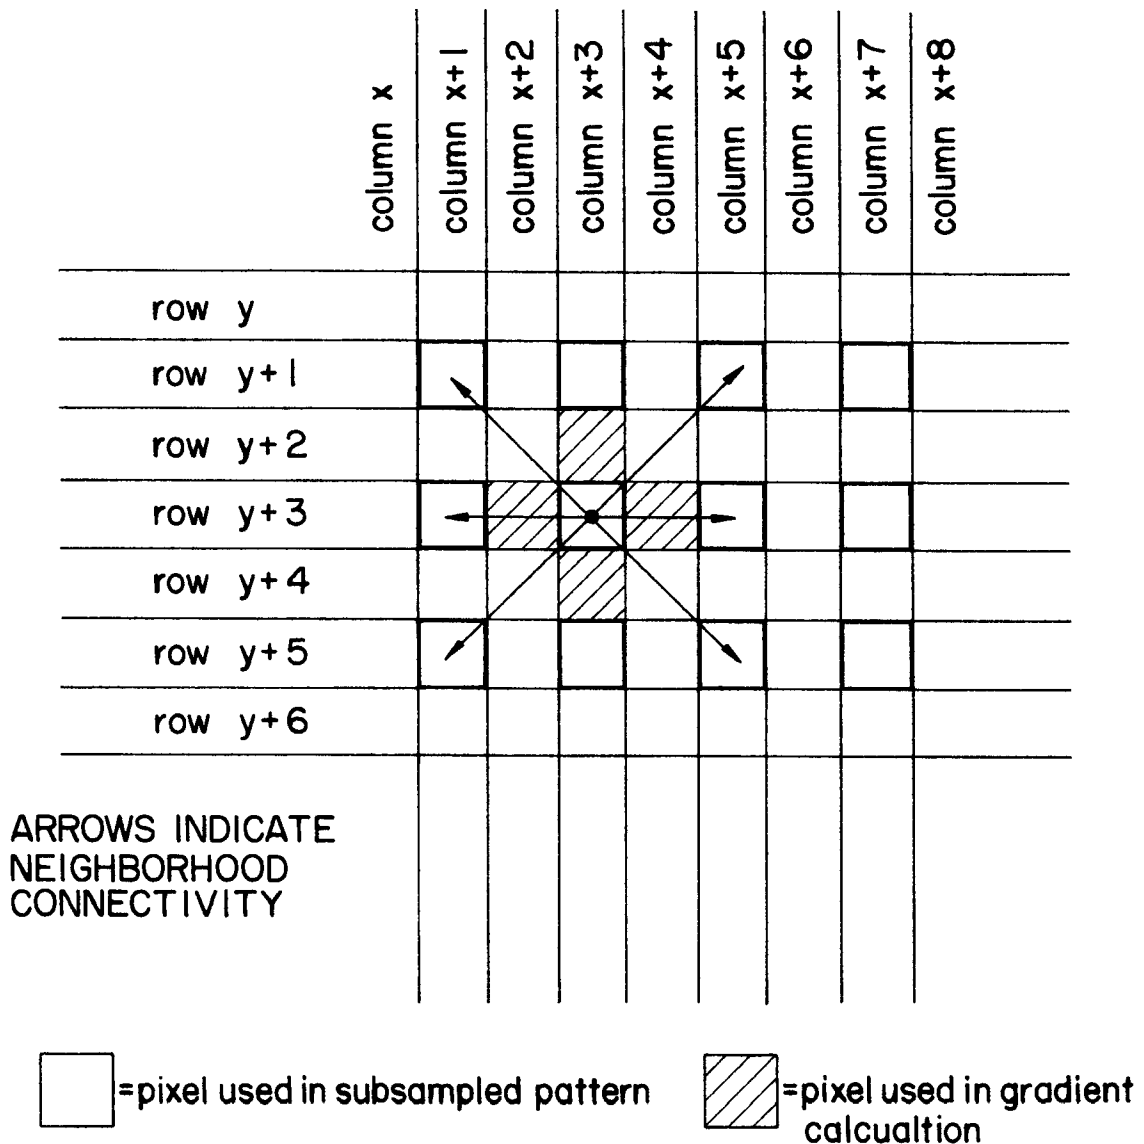 column x
column x+1
column x+2
column x+3
column x+4
column x+5
column x+6
column x+7
column x+8
row y
row y+1
row y+2
row y+3
row y+4
row y+5
row y+6
ARROWS INDICATE
NEIGHBORHOOD
CONNECTIVITY
=pixel used in subsampled pattern
=pixel used in gradient
calcualtion